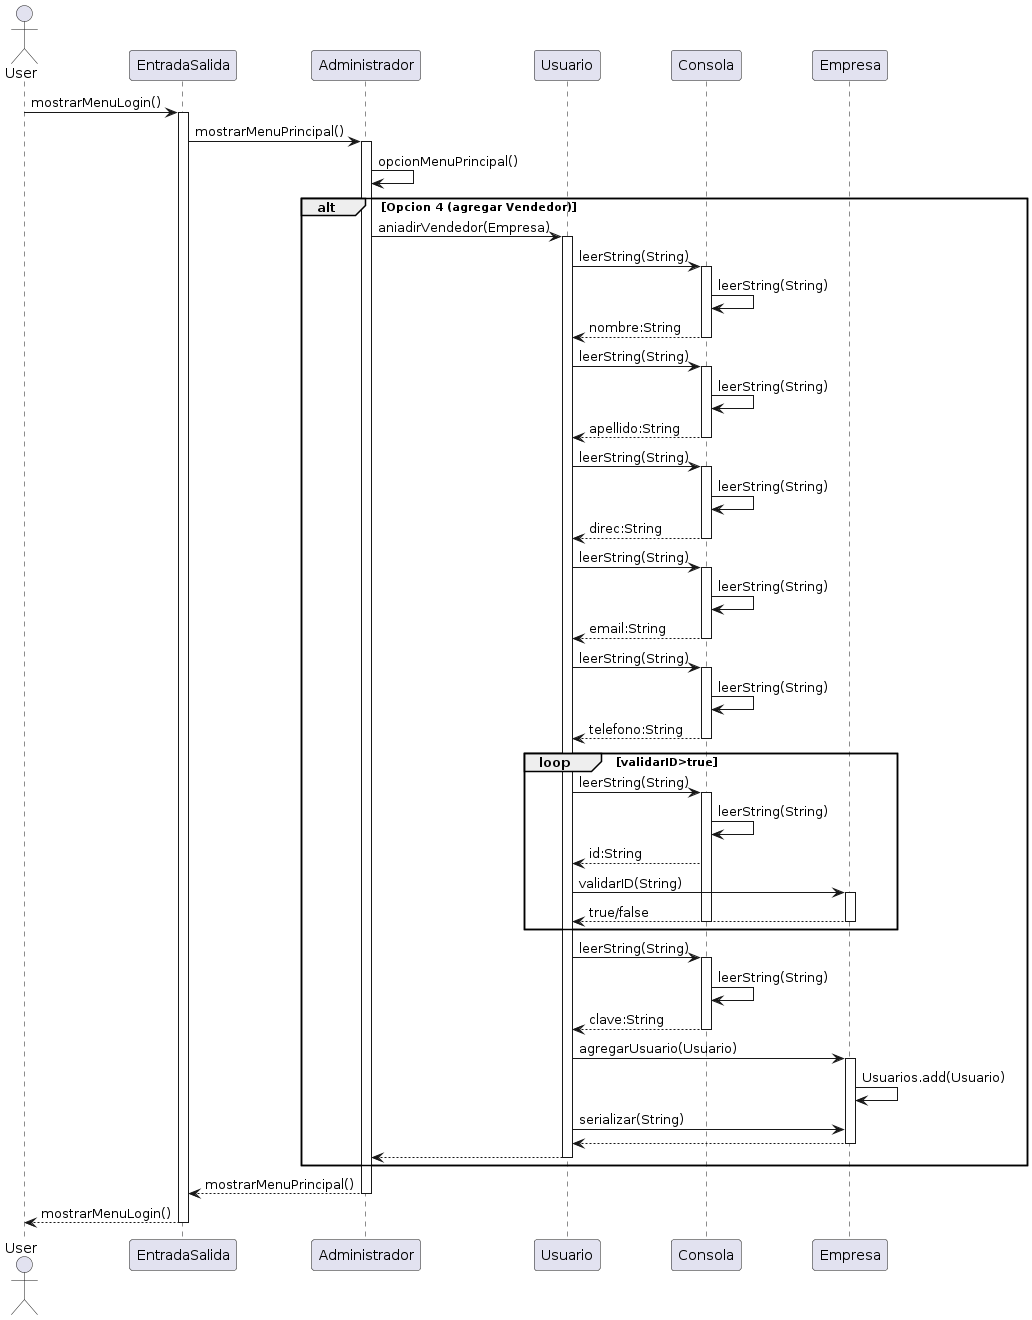 User
EntradaSalida
Administrador
Usuario
Consola
Empresa
mostrarMenuLogin()
mostrarMenuPrincipal()
opcionMenuPrincipal()
alt
[Opcion 4 (agregar Vendedor)]
aniadirVendedor(Empresa)
leerString(String)
leerString(String)
nombre:String
leerString(String)
leerString(String)
apellido:String
leerString(String)
leerString(String)
direc:String
leerString(String)
leerString(String)
email:String
leerString(String)
leerString(String)
telefono:String
loop
[validarID>true]
leerString(String)
leerString(String)
id:String
validarID(String)
true/false
leerString(String)
leerString(String)
clave:String
agregarUsuario(Usuario)
Usuarios.add(Usuario)
serializar(String)
mostrarMenuPrincipal()
mostrarMenuLogin()
User
EntradaSalida
Administrador
Usuario
Consola
Empresa